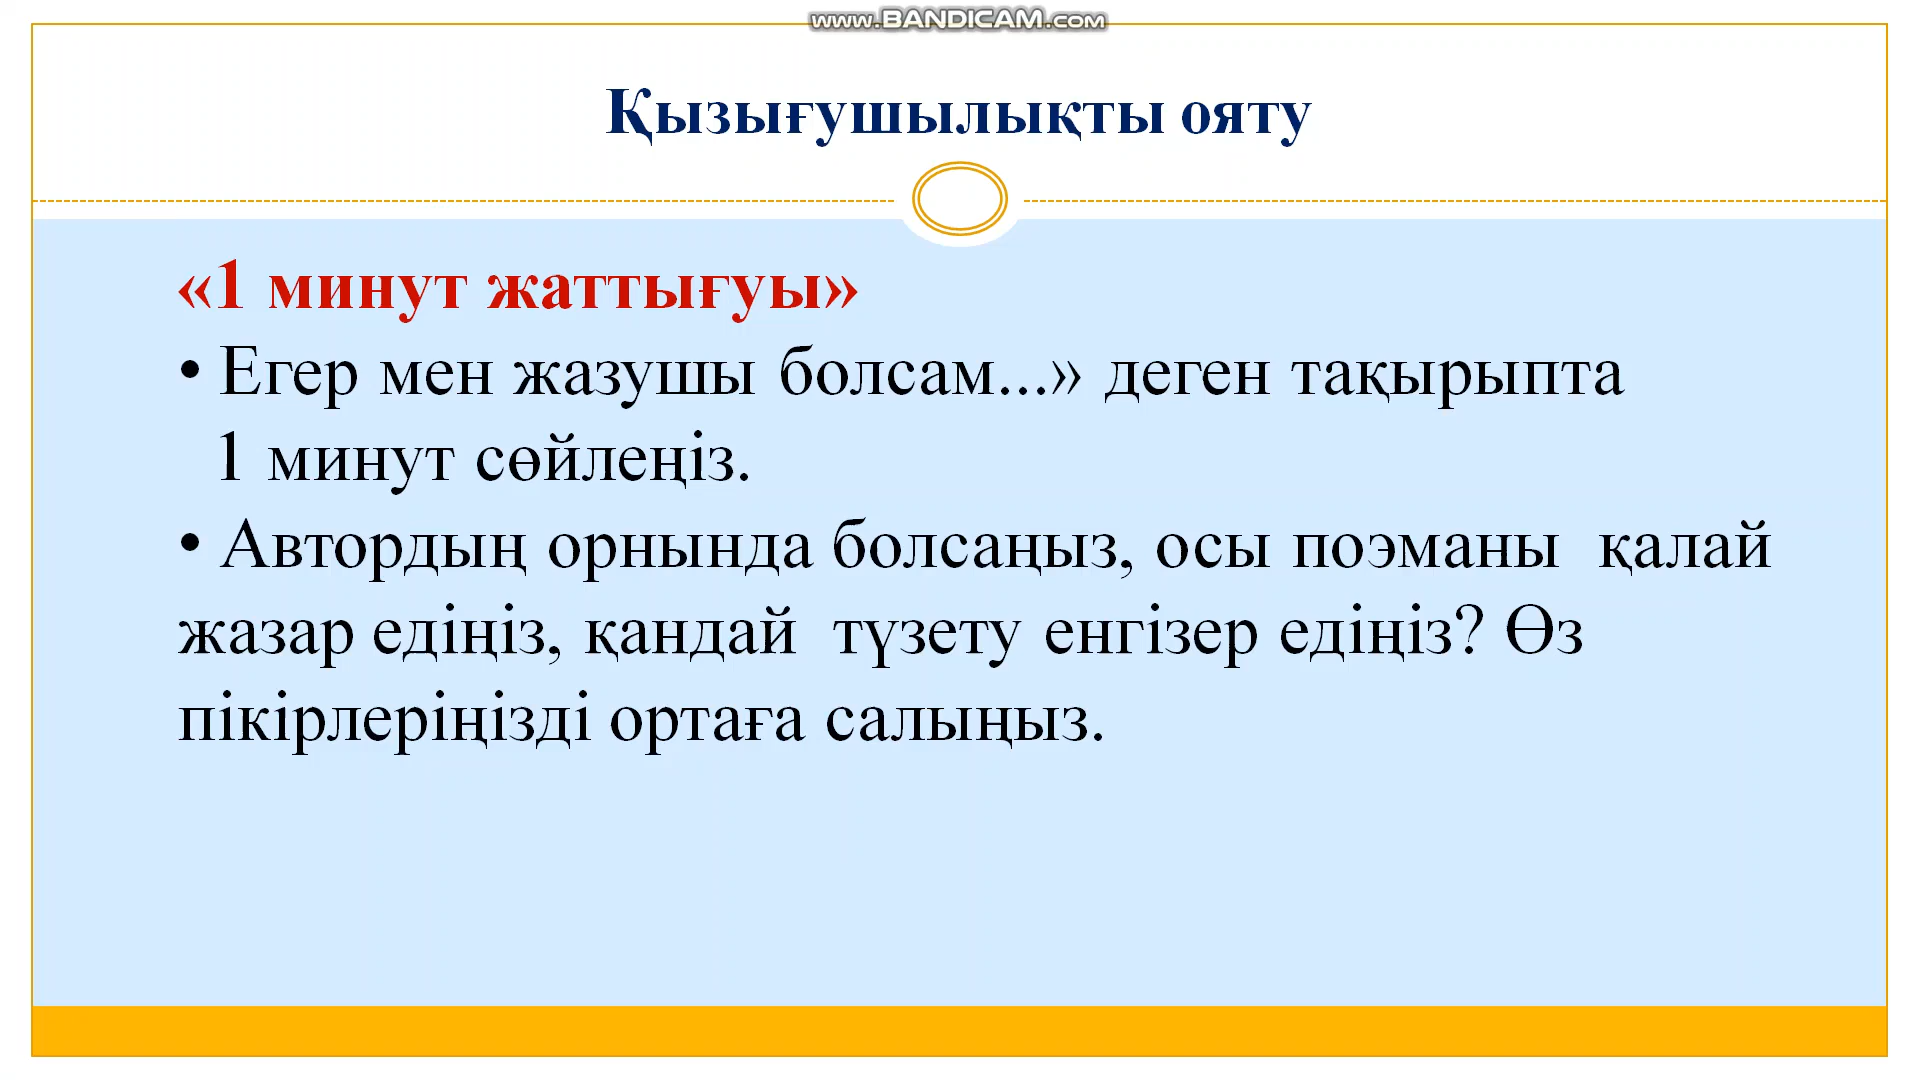 www.BANDICAM.com
Қызығушылықты ояту
«1 минут жаттығуы»
• Егер мен жазушы болсам...» деген тақырыпта
1 минут сөйлеңіз.
• Автордың орнында болсаңыз, осы поэманы қалай
жазар едіңіз, қандай түзету енгізер едіңіз? Өз
пікірлеріңізді ортаға салыңыз.